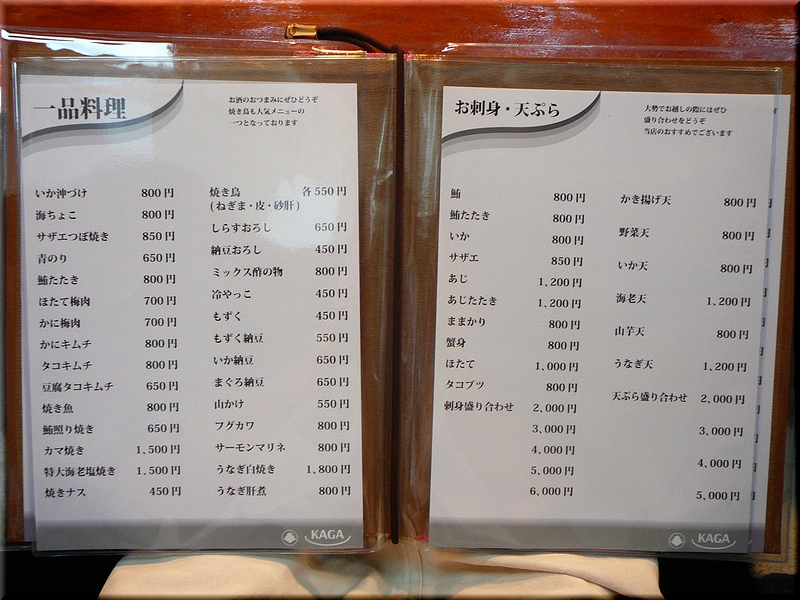 一品料理
お酒のおつまみにぜひどうぞ
焼き鳥も人気メニューの
一つとなっております
いか沖づけ 800円
海ちょこ 800円
サザエつぼ焼き 850円
青のり 650円
鮪たたき 800円
ほたて梅肉 700円
かに梅肉 700円
かにキムチ 800円
タコキムチ 800円
豆腐タコキムチ 650円
焼き魚 800円
鮪照り焼き 650円
カマ焼き 1,500円
特大海老塩焼き 1,500円
焼きナス 450円
焼き鳥 各550円
(ねぎま・皮・砂肝)
しらすおろし 650円
納豆おろし 450円
ミックス酢の物 800円
冷やっこ 450円
もずく 450円
もずく納豆 550円
いか納豆 650円
まぐろ納豆 650円
山かけ 550円
フグカワ 800円
サーモンマリネ 800円
うなぎ白焼き 1,800円
うなぎ肝煮 800円
KAGA
お刺身・天ぷら
大勢でお越しの際にはぜひ
盛り合わせをどうぞ
当店のおすすめでございます
鮪 800円
鮪たたき 800円
いか 800円
サザエ 850円
あじ 1,200円
あじたたき 1,200円
ままかり 800円
蟹身 800円
ほたて 1,000円
タコブツ 800円
刺身盛り合わせ 2,000円
3,000円
4,000円
5,000円
6,000円
かき揚げ天 800円
野菜天 800円
いか天 800円
海老天 1,200円
山芋天 800円
うなぎ天 1,200円
天ぷら盛り合わせ 2,000円
3,000円
4,000円
5,000円
KAGA